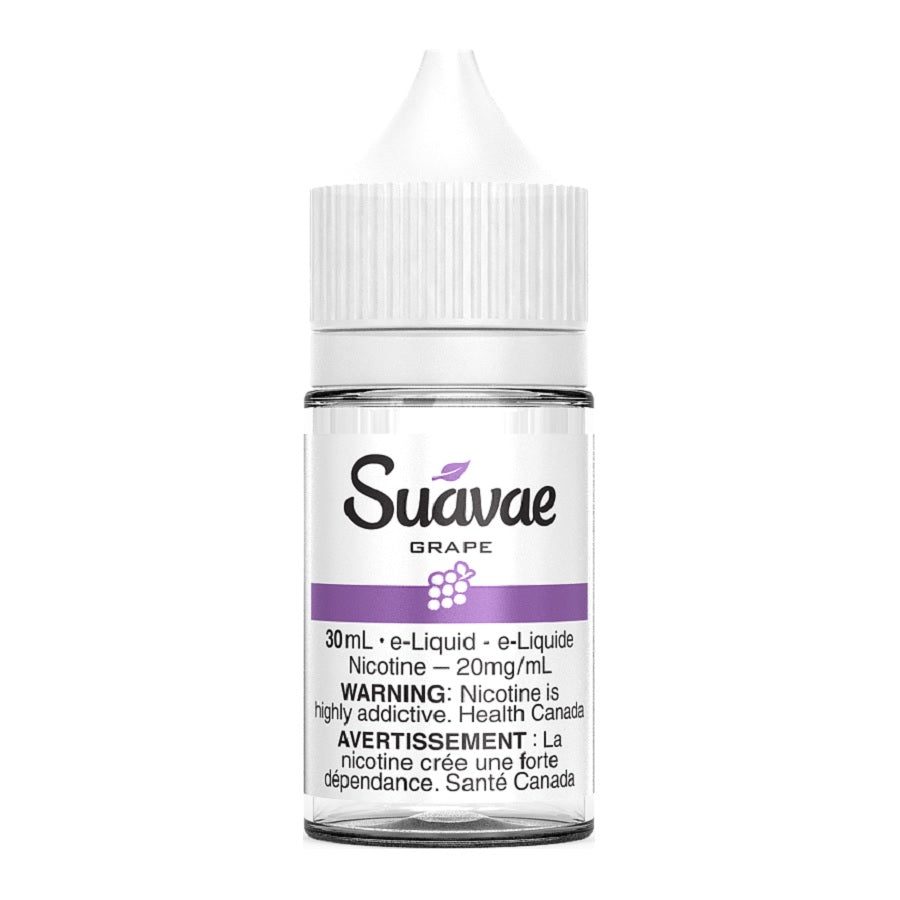 Suavae
GRAPE
30mL • e-Liquid - e-Liquide
Nicotine — 20mg/mL
WARNING: Nicotine is
highly addictive. Health Canada
AVERTISSEMENT : La
nicotine crée une forte
dépendance. Santé Canada